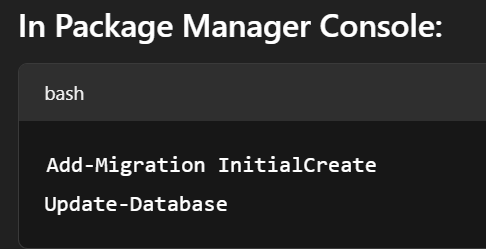 In Package Manager Console:
bash
Add-Migration InitialCreate
Update-Database